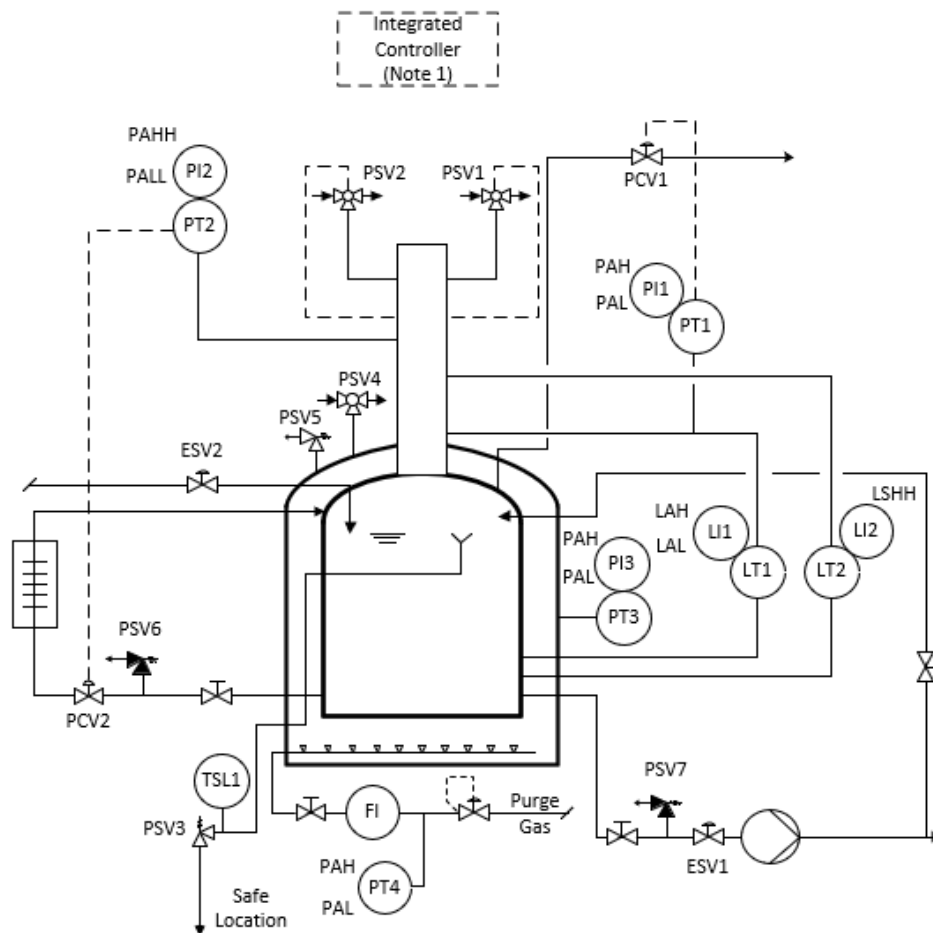 Integrated
Controller
(Note 1)
PAHH
PALL
PI2
PT2
PSV2
PSV1
PCV1
PAH
PAL
PI1
PT1
PSV4
PSV5
ESV2
LSHH
LAH
LAL
LI1
LT1
LI2
LT2
PAH
PAL
PI3
PT3
PSV6
PCV2
TSL1
PSV3
FI
Purge
Gas
PSV7
ESV1
PAH
PAL
PT4
Safe
Location